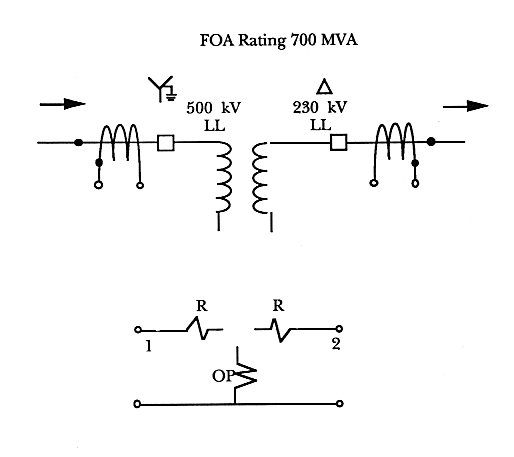 FOA Rating 700 MVA
500 kV
LL
230 kV
LL
R
R
1
2
OP